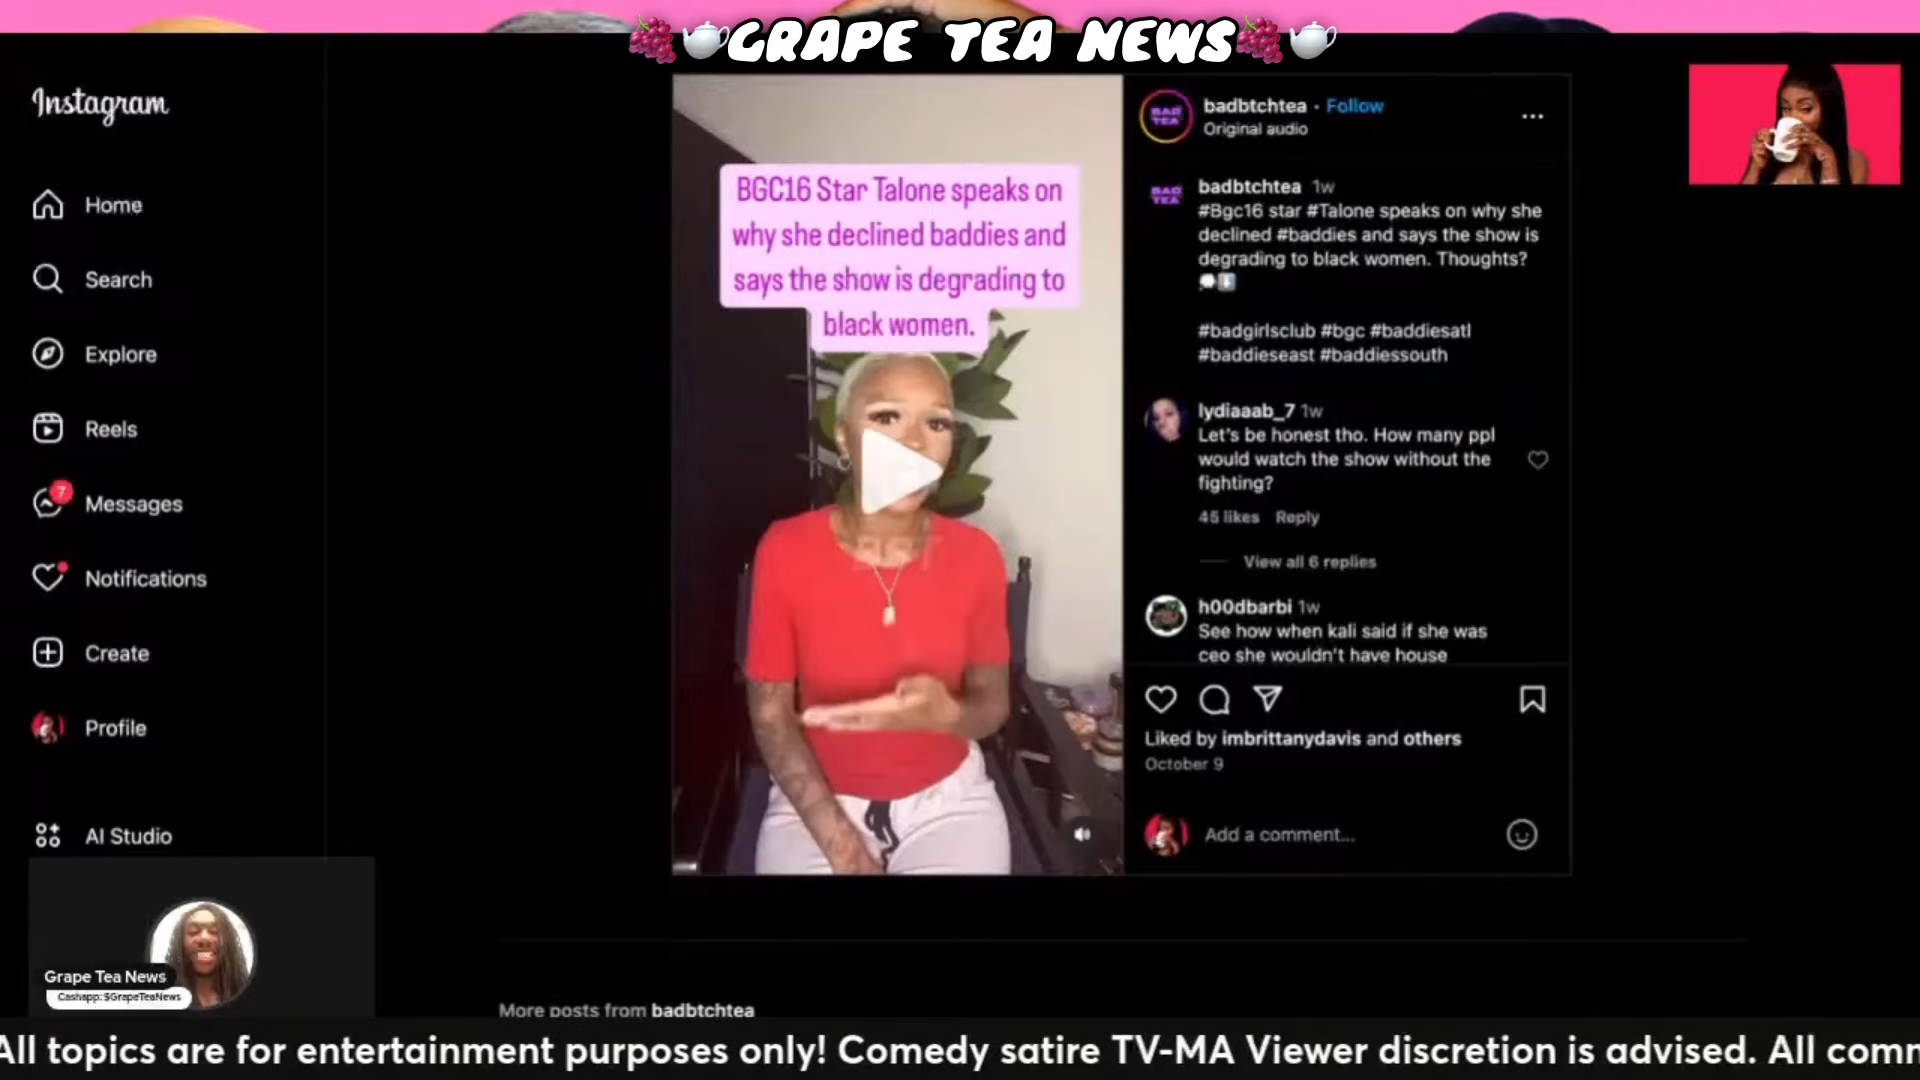 GRAPE TEA NEWS
Instagram
Home
Search
Explore
Reels
7
Messages
Notifications
Create
Profile
AI Studio
BGC16 Star Talone speaks on
why she declined baddies and
says the show is degrading to
black women.
BAD
TEA
badbtchtea • Follow
Original audio
BAD
TEA
badbtchtea 1w
#Bgc16 star #Talone speaks on why she
declined #baddies and says the show is
degrading to black women. Thoughts?
#badgirlsclub #bgc #baddiesatl
#baddieseast #baddiessouth
lydiaaab_7 1w
Let's be honest tho. How many ppl
would watch the show without the
fighting?
45 likes Reply
View all 6 replies
h00dbarbi 1w
See how when kali said if she was
ceo she wouldn't have house
Liked by imbrittanydavis and others
October 9
Add a comment...
More posts from badbtchtea
Grape Tea News
Cashapp: $GrapeTeaNews
All topics are for entertainment purposes only! Comedy satire TV-MA Viewer discretion is advised. All comm